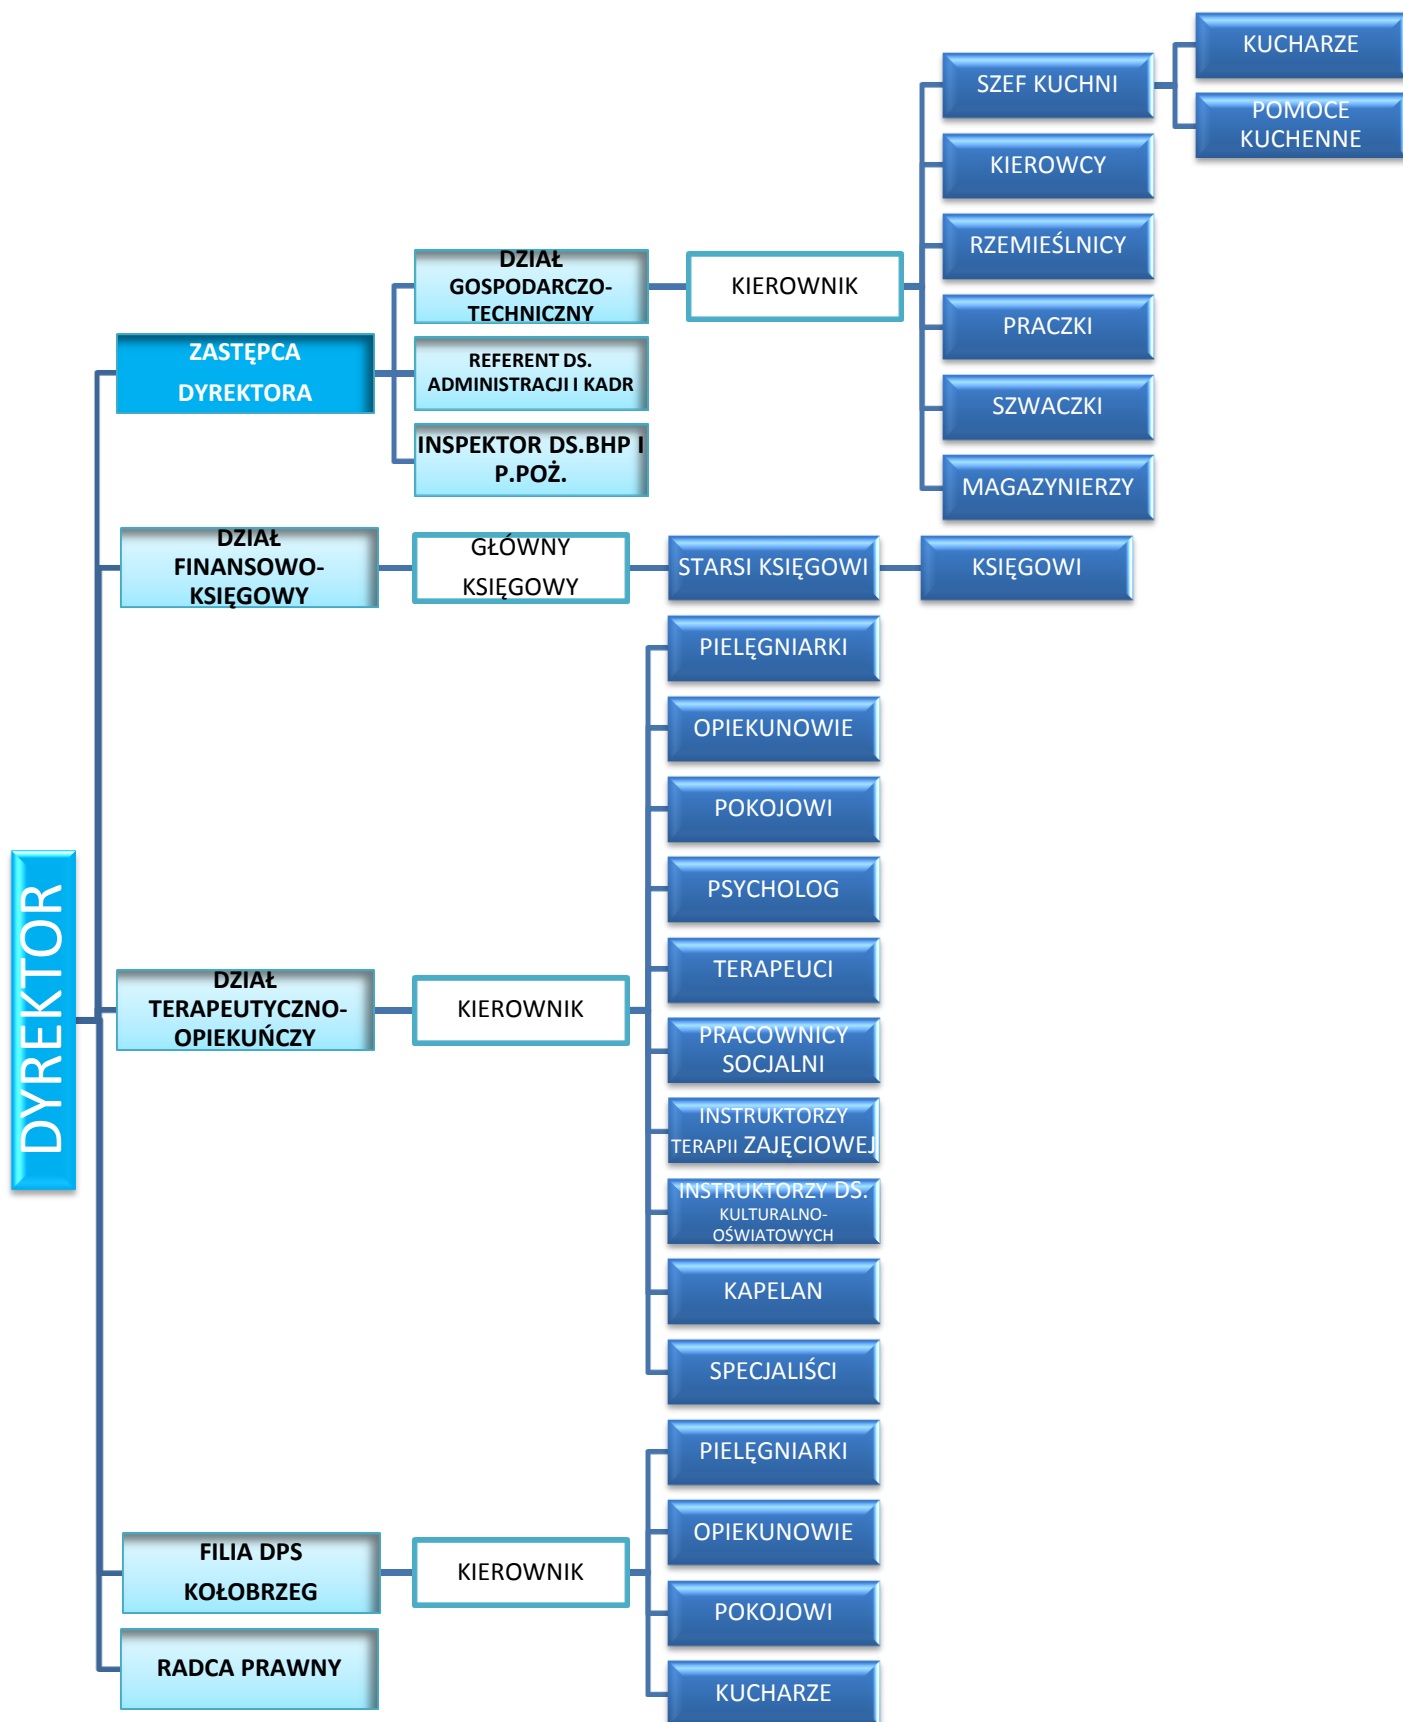 DYREKTOR
ZASTĘPCA
DYREKTORA
DZIAŁ
GOSPODARCZO-
TECHNICZNY
KIEROWNIK
SZEF KUCHNI
KUCHARZE
POMOCE
KUCHENNE
KIEROWCY
RZEMIEŚLNICY
PRACZKI
SZWACZKI
MAGAZYNIERZY
REFERENT DS.
ADMINISTRACJI I KADR
INSPEKTOR DS.BHP I
P.POŻ.
DZIAŁ
FINANSOWO-
KSIĘGOWY
GŁÓWNY
KSIĘGOWY
STARSI KSIĘGOWI
KSIĘGOWI
DZIAŁ
TERAPEUTYCZNO-
OPIEKUŃCZY
KIEROWNIK
PIELĘGNIARKI
OPIEKUNOWIE
POKOJOWI
PSYCHOLOG
TERAPEUCI
PRACOWNICY
SOCJALNI
INSTRUKTORZY
TERAPII ZAJĘCIOWEJ
INSTRUKTORZY DS.
KULTURALNO-
OŚWIATOWYCH
KAPELAN
SPECJALIŚCI
FILIA DPS
KOŁOBRZEG
KIEROWNIK
PIELĘGNIARKI
OPIEKUNOWIE
POKOJOWI
KUCHARZE
RADCA PRAWNY